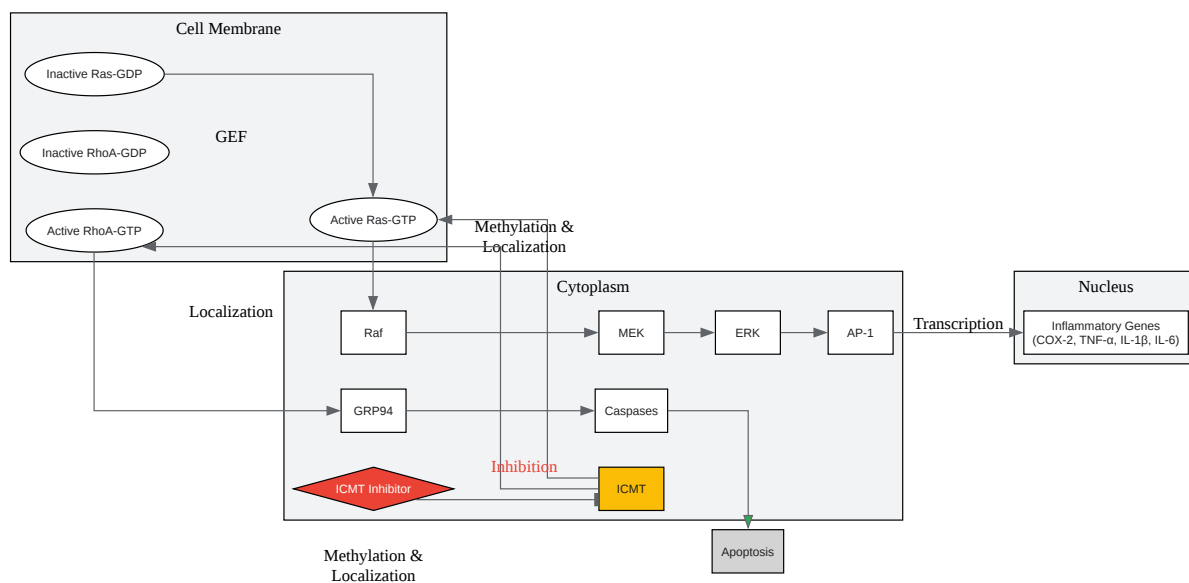 Cell Membrane
Inactive Ras-GDP
GEF
Inactive RhoA-GDP
Active Ras-GTP
Active RhoA-GTP
Methylation &
Localization
Cytoplasm
Nucleus
Localization
Raf
MEK
ERK
AP-1
Transcription
Inflammatory Genes
(COX-2, TNF-α, IL-1β, IL-6)
GRP94
Caspases
Inhibition
ICMT Inhibitor
ICMT
Apoptosis
Methylation &
Localization